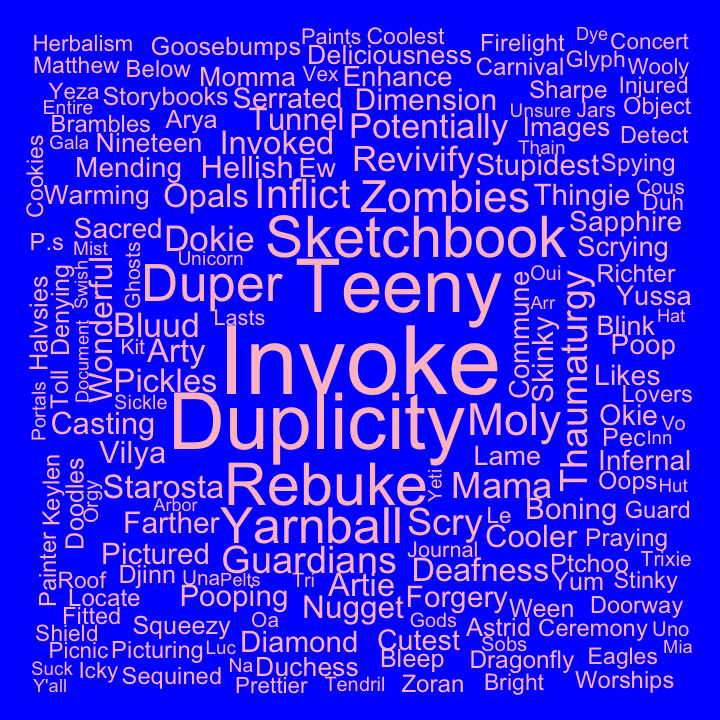 Herbalism Goosebumps Paints Coolest Firelight Dye Concert
Matthew Below Momma Vex Enhance Deliciousness Carnival Glyph Wooly
Yeza Storybooks Serrated Dimension Sharpe Injured
Entire Brambles Arya Tunnel Potentially Unsure Jars Object
Gala Nineteen Invoked Images Detect
Cookies Mending Hellish Ew Revivify Stupidest Thain Spying
Warming Opals Inflict Zombies Thingie Cous Duh
P.s Sacred Dokie Sketchbook Sapphire Scrying
Mist Unicorn Ghosts Swish Wonderful Denying Halvsies
Duper Teeny Commune Oui Arr Thaumaturgy Richter Yussa
Bluud Lasts Blink Hat
Document Kit Arty Invoke Skinky Poop
Toll Portals Pickles Sickle Likes Lovers
Casting Duplicity Moly Okie Vo
Vilya Lame Pec Inn Infernal
Keylen Doodles Orgy Starosta Rebuke Yeti Mama Oops Hut
Arbor Farther Yarnball Scry Le Boning Guard
Painter Pictured Guardians Journal Cooler Praying
Roof Djinn Una Pelts Tri Artie Deafness Ptchoo Trixie
Locate Pooping Nugget Forgery Yum Stinky
Fitted Squeezy Oa Gods Ween Doorway
Shield Diamond Cutest Astrid Ceremony Uno
Picnic Picturing Luc Sobs Mia
Suck Icky Sequined Na Duchess Bleep Dragonfly Eagles
Y'all Prettier Tendril Zoran Bright Worships